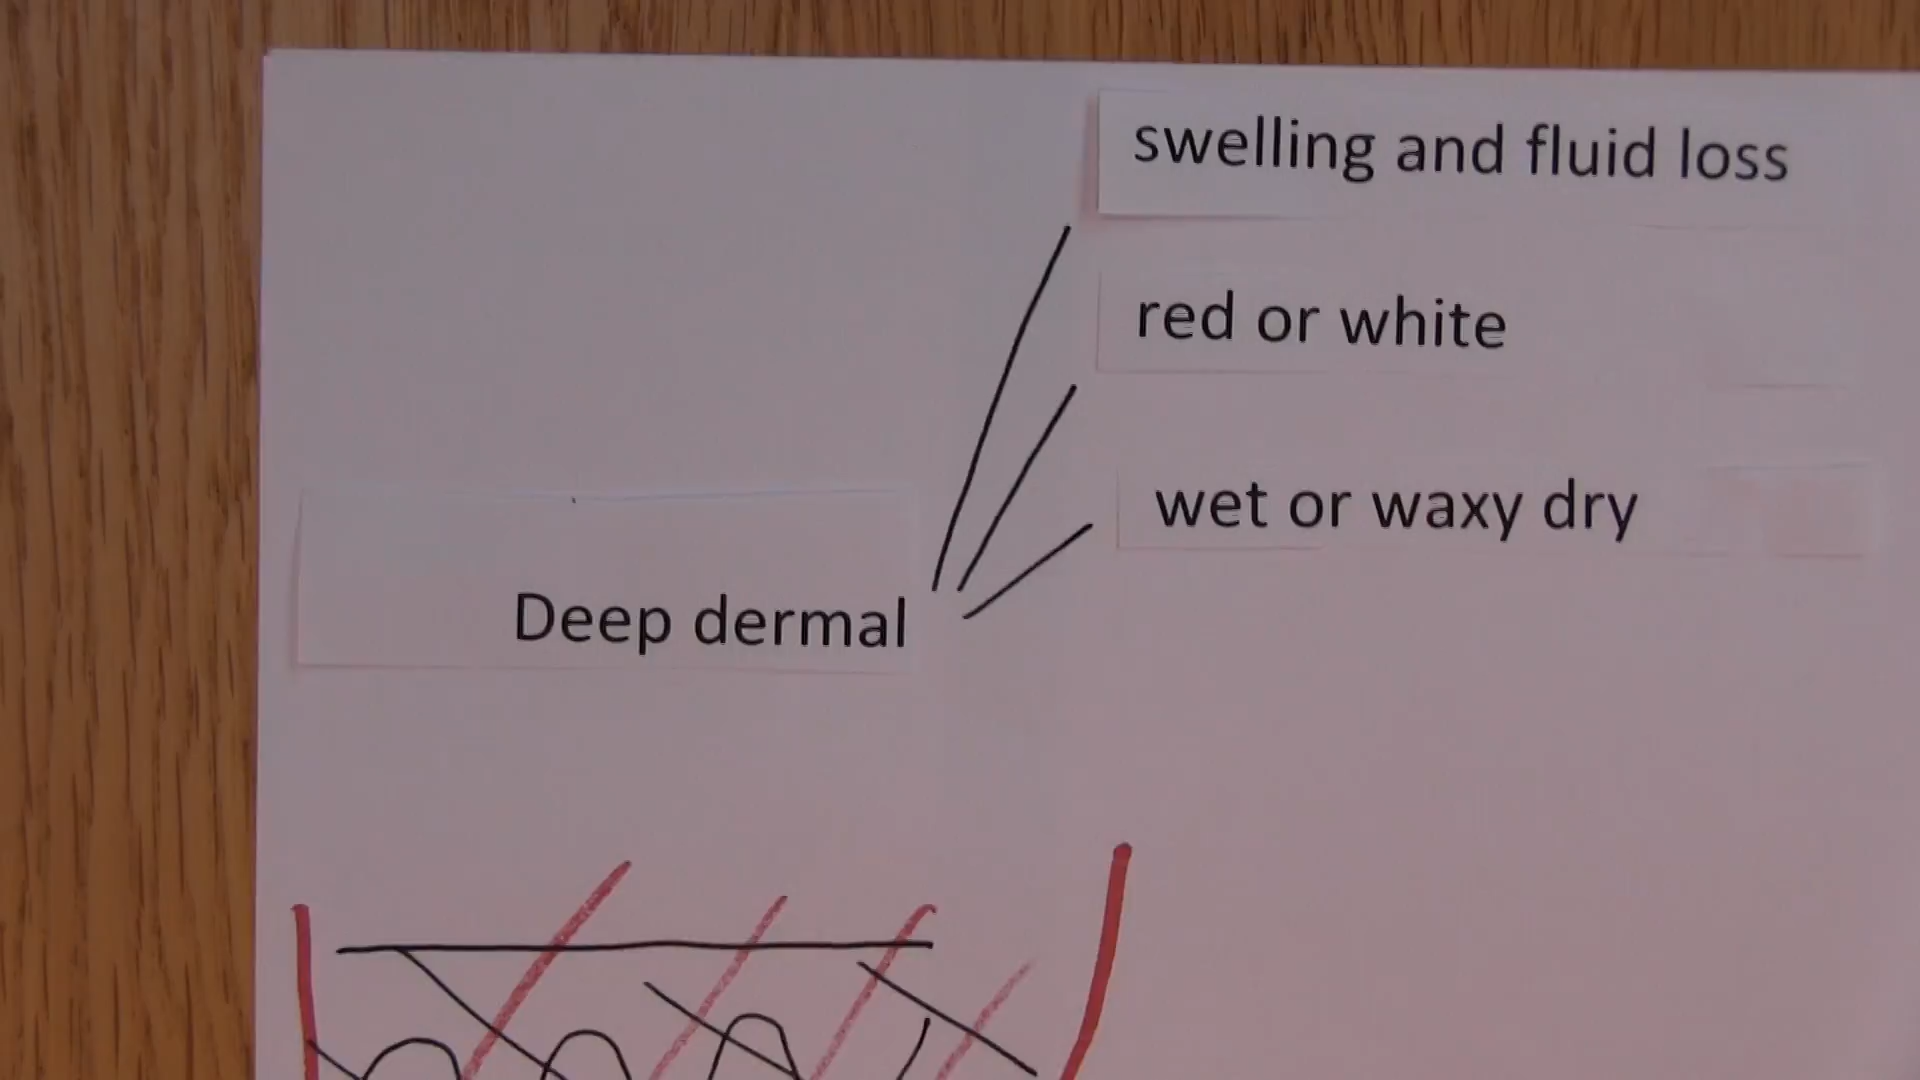 swelling and fluid loss
red or white
wet or waxy dry
Deep dermal